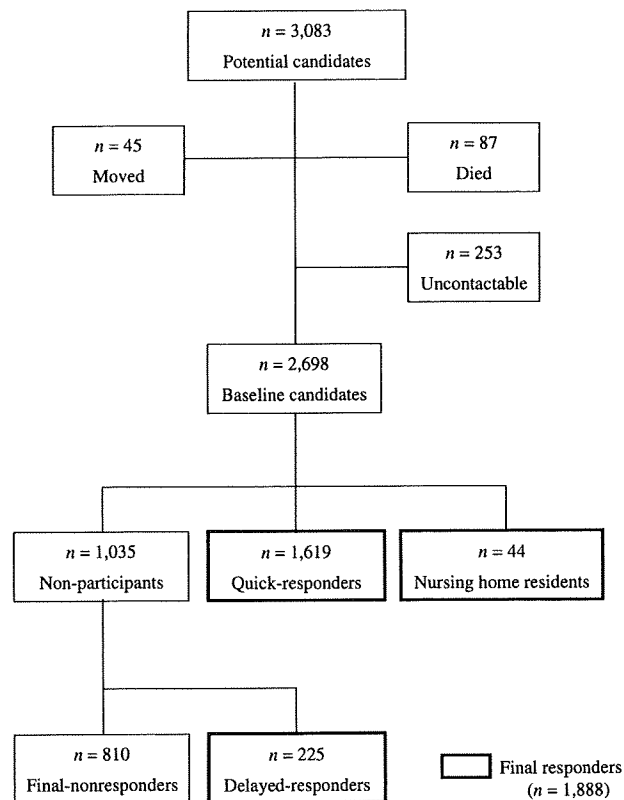 n = 3,083
Potential candidates
n = 45
Moved
n = 87
Died
n = 253
Uncontactable
n = 2,698
Baseline candidates
n = 1,035
Non-participants
n = 1,619
Quick-responders
n = 44
Nursing home residents
n = 810
Final-nonresponders
n = 225
Delayed-responders
Final responders
(n = 1,888)